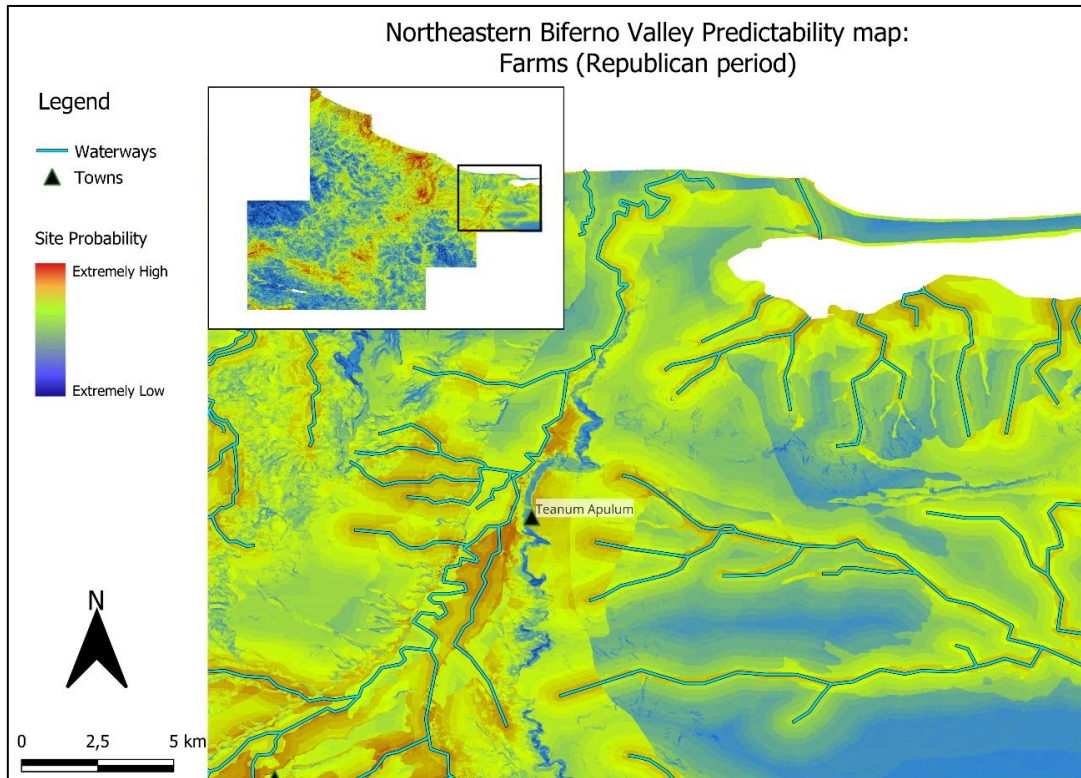 Northeastern Biferno Valley Predictability map:
Farms (Republican period)
Legend
Waterways
Towns
Site Probability
Extremely High
Extremely Low
Teanum Apulum
N
0 2,5 5 km